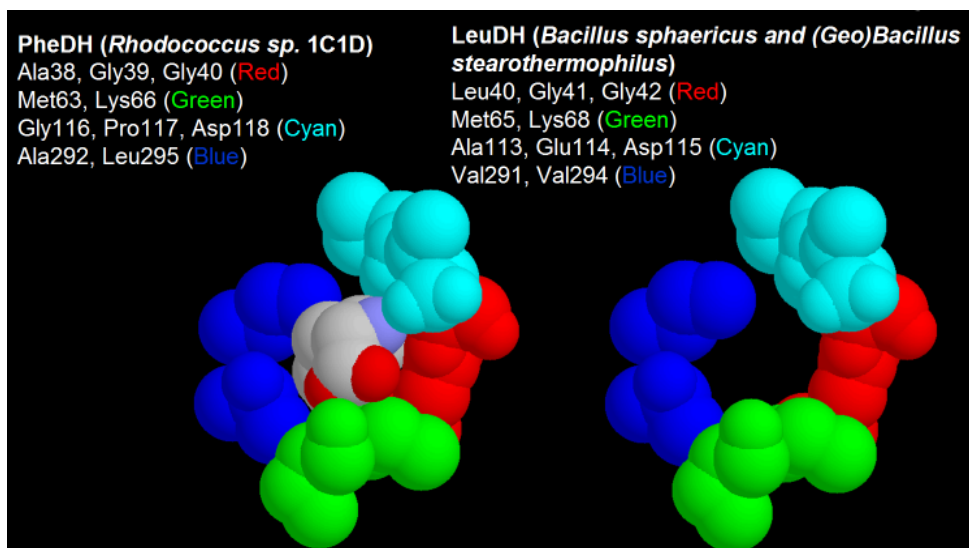 PheDH (Rhodococcus sp. 1C1D)
Ala38, Gly39, Gly40 (Red)
Met63, Lys66 (Green)
Gly116, Pro117, Asp118 (Cyan)
Ala292, Leu295 (Blue)
LeuDH (Bacillus sphaericus and (Geo)Bacillus
stearothermophilus)
Leu40, Gly41, Gly42 (Red)
Met65, Lys68 (Green)
Ala113, Glu114, Asp115 (Cyan)
Val291, Val294 (Blue)